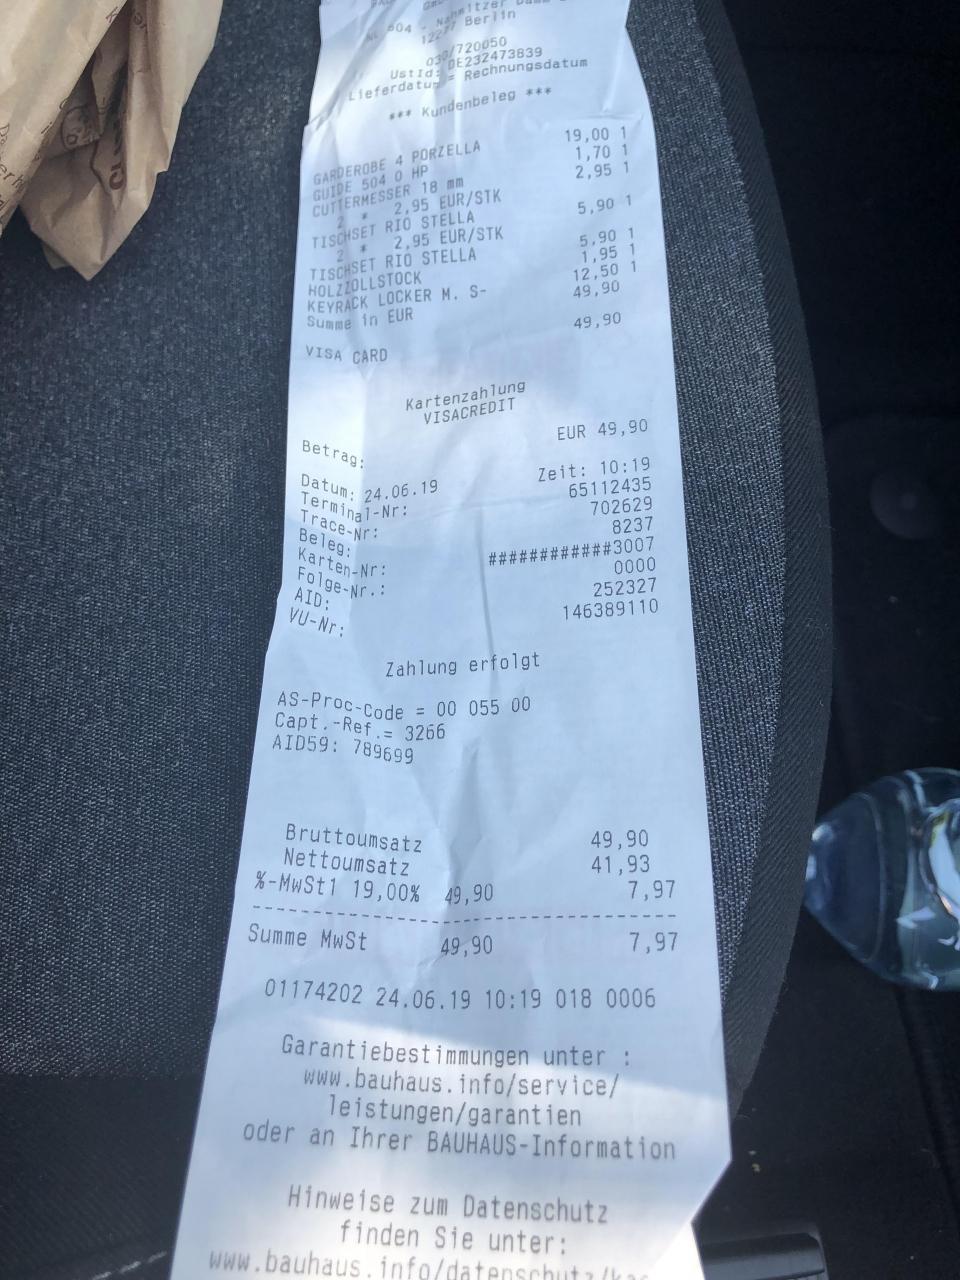 504 - Nahmitzer
12277 Berlin
030/720050
UstId: DE232473839
Lieferdatum = Rechnungsdatum
*** Kundenbeleg ***
GARDEROBE 4 PORZELLA 19,00 1
GUIDE 504 O HP 1,70 1
CUTTERMESSER 18 mm 2,95 1
2 * 2,95 EUR/STK
TISCHSET RIO STELLA 5,90 1
2 * 2,95 EUR/STK
TISCHSET RIO STELLA 5,90 1
HOLZZOLLSTOCK 1,95 1
KEYRACK LOCKER M. S- 12,50 1
Summe in EUR 49,90
VISA CARD 49,90
Kartenzahlung
VISACREDIT
Betrag: EUR 49,90
Datum: 24.06.19 Zeit: 10:19
Terminal-Nr: 65112435
Trace-Nr: 702629
Beleg: 8237
Karten-Nr: ############3007
Folge-Nr.: 0000
AID: 252327
VU-Nr: 146389110
Zahlung erfolgt
AS-Proc-Code = 00 055 00
Capt.-Ref.= 3266
AID59: 789699
Bruttoumsatz 49,90
Nettoumsatz 41,93
%-MwSt1 19,00% 49,90 7,97
--------------------------------
Summe MwSt 49,90 7,97
01174202 24.06.19 10:19 018 0006
Garantiebestimmungen unter :
www.bauhaus.info/service/
leistungen/garantien
oder an Ihrer BAUHAUS-Information
Hinweise zum Datenschutz
finden Sie unter:
www.bauhaus.info/datenschutz/